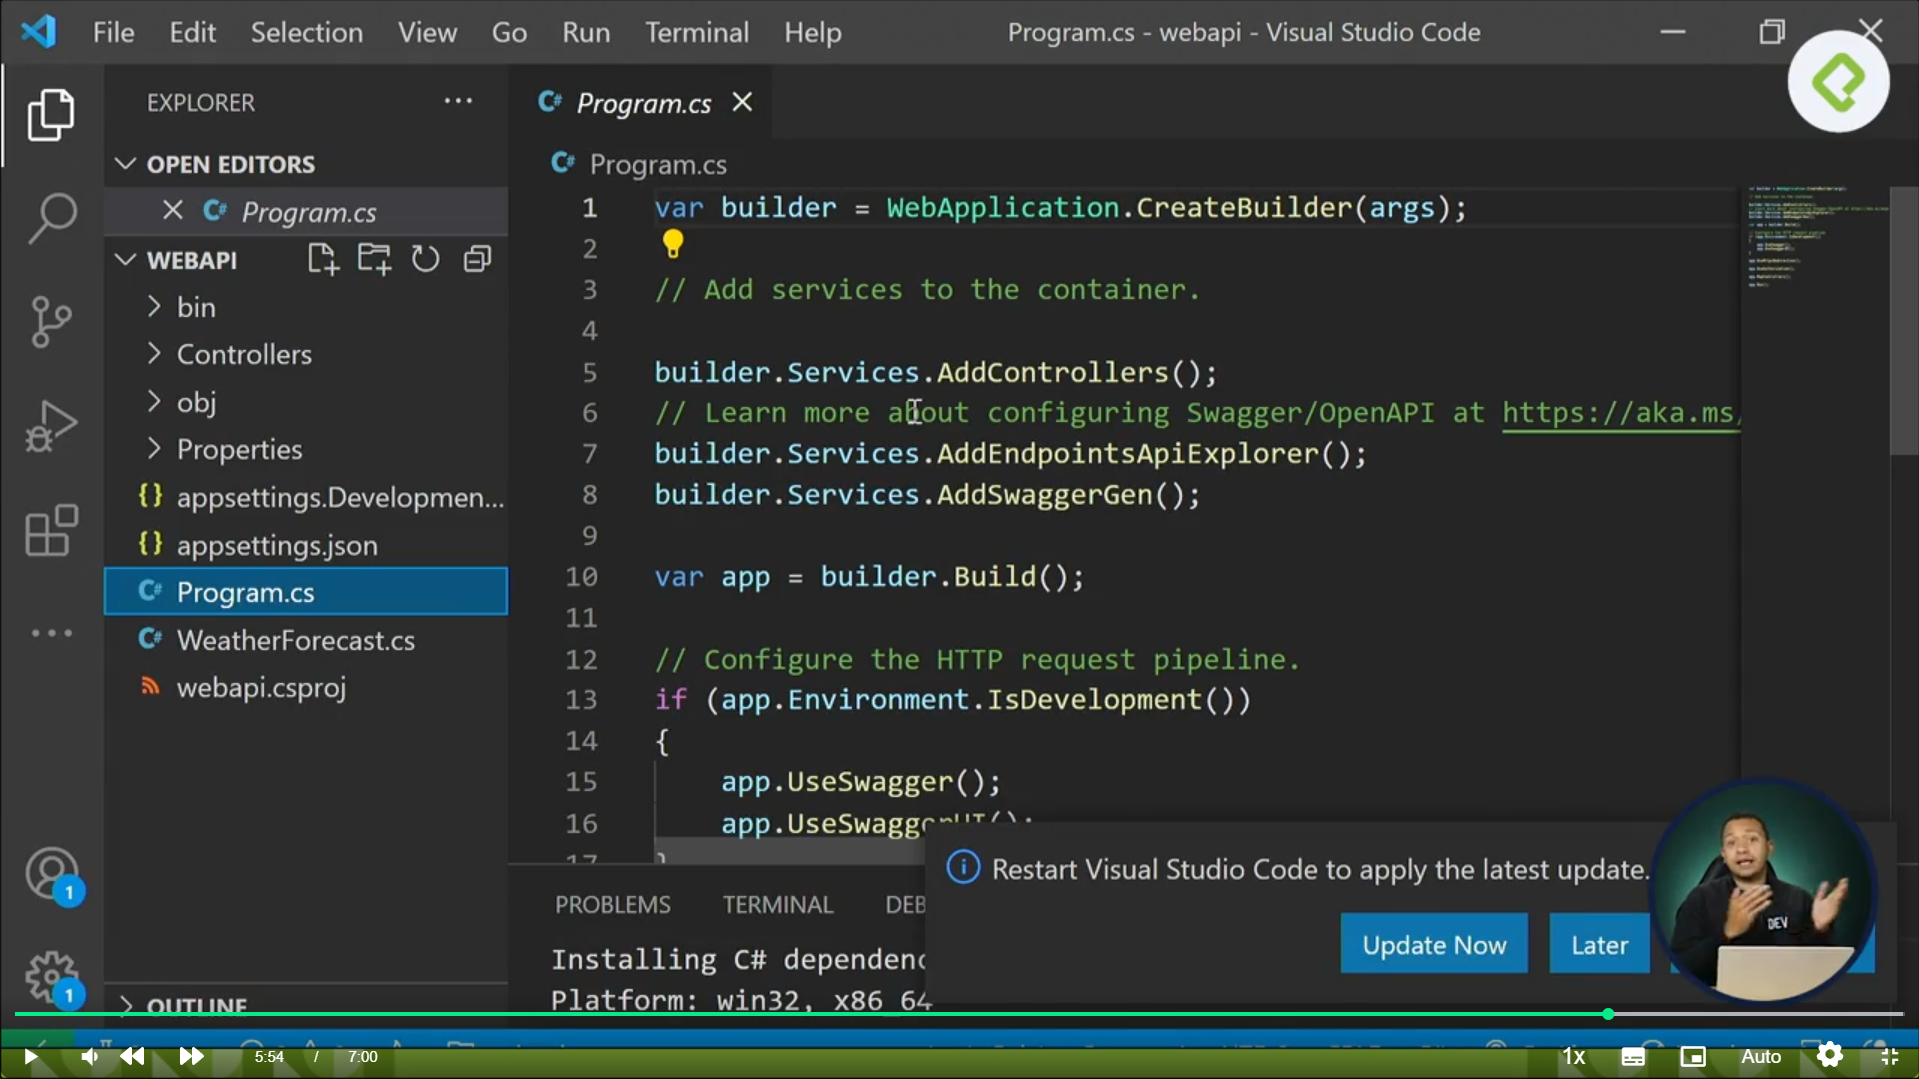 File Edit Selection View Go Run Terminal Help
Program.cs - webapi - Visual Studio Code
EXPLORER
OPEN EDITORS
Program.cs
WEBAPI
bin
Controllers
obj
Properties
appsettings.Developmen...
appsettings.json
Program.cs
WeatherForecast.cs
webapi.csproj
OUTLINE
1
1
Program.cs
Program.cs
1 var builder = WebApplication.CreateBuilder(args);
2
3 // Add services to the container.
4
5 builder.Services.AddControllers();
6 // Learn more about configuring Swagger/OpenAPI at https://aka.ms/
7 builder.Services.AddEndpointsApiExplorer();
8 builder.Services.AddSwaggerGen();
9
10 var app = builder.Build();
11
12 // Configure the HTTP request pipeline.
13 if (app.Environment.IsDevelopment())
14 {
15 app.UseSwagger();
16 app.UseSwaggerUI();
17 }
PROBLEMS TERMINAL DEB
Installing C# dependenc
Platform: win32, x86_64
Restart Visual Studio Code to apply the latest update.
Update Now Later
DEV
5:54 / 7:00 1x Auto